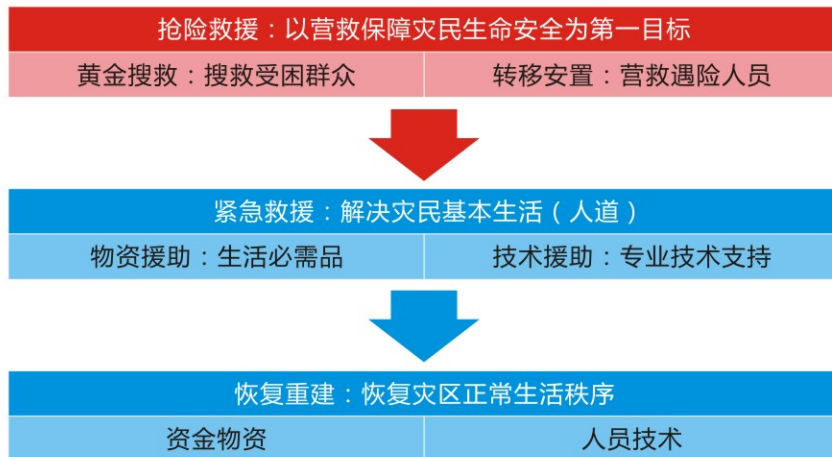 抢险救援：以营救保障灾民生命安全为第一目标
黄金搜救：搜救受困群众
转移安置：营救遇险人员
紧急救援：解决灾民基本生活（人道）
物资援助：生活必需品
技术援助：专业技术支持
恢复重建：恢复灾区正常生活秩序
资金物资
人员技术